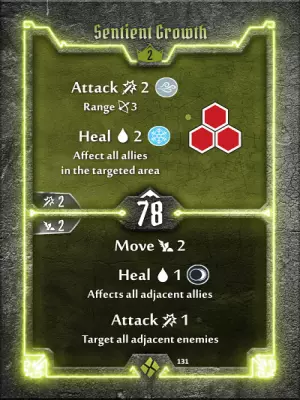 Sentient Growth
2
Attack 2
Range 3
Heal 2
Affect all allies
in the targeted area
2
78
2
Move 2
Heal 1
Affects all adjacent allies
Attack 1
Target all adjacent enemies
131